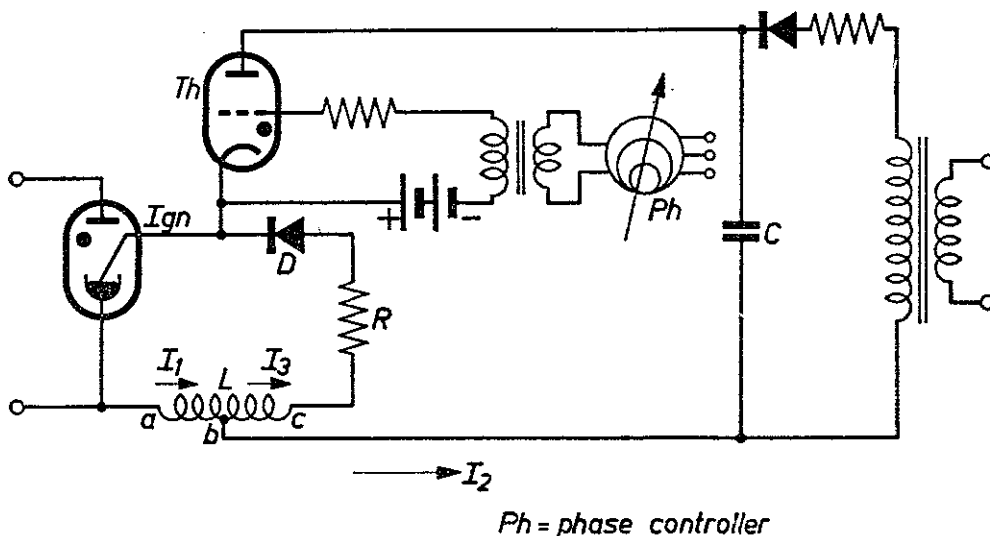 Th
Ign
+ -
Ph
C
D
R
I1 L I3
a b c
I2
Ph = phase controller